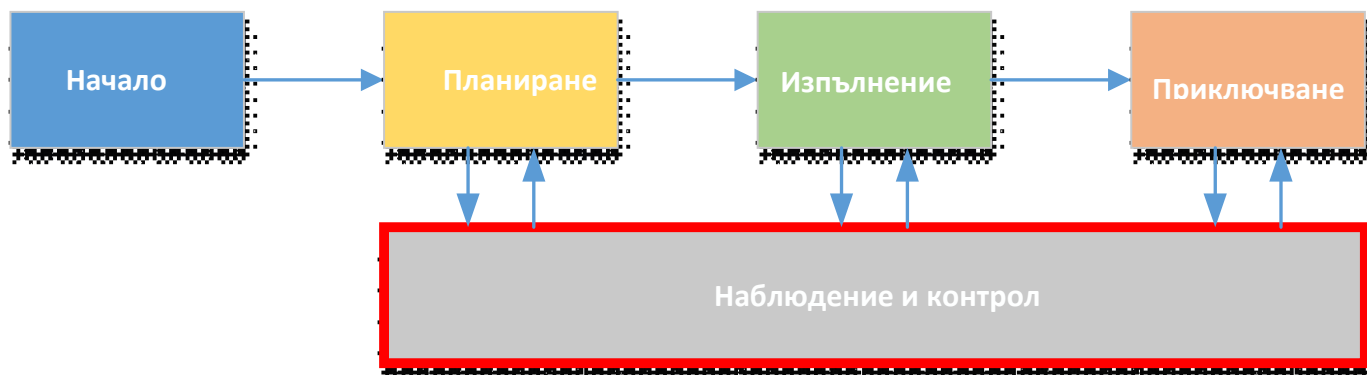 Начало
Планиране
Изпълнение
Приключване
Наблюдение и контрол